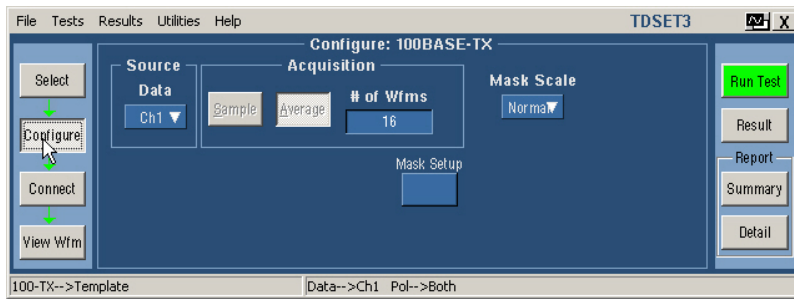 File Tests Results Utilities Help TDSET3 X
Configure: 100BASE-TX
Select
Configure
Connect
View Wfm
Source
Data
Ch1
Acquisition
Sample
Average
# of Wfms
16
Mask Scale
Normal
Mask Setup
Run Test
Result
Report
Summary
Detail
100-TX-->Template Data-->Ch1 Pol-->Both